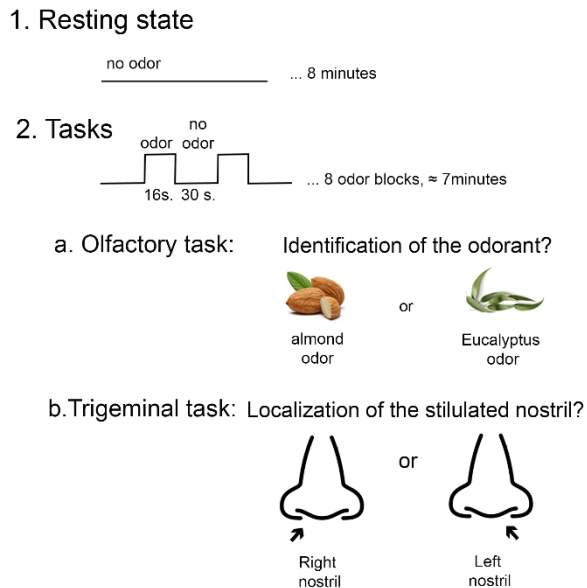 1. Resting state
no odor
... 8 minutes
2. Tasks
no
odor odor
16s. 30 s.
... 8 odor blocks, ≈ 7minutes
a. Olfactory task: Identification of the odorant?
or
almond
odor
Eucalyptus
odor
b.Trigeminal task: Localization of the stilulated nostril?
or
Right
nostril
Left
nostril